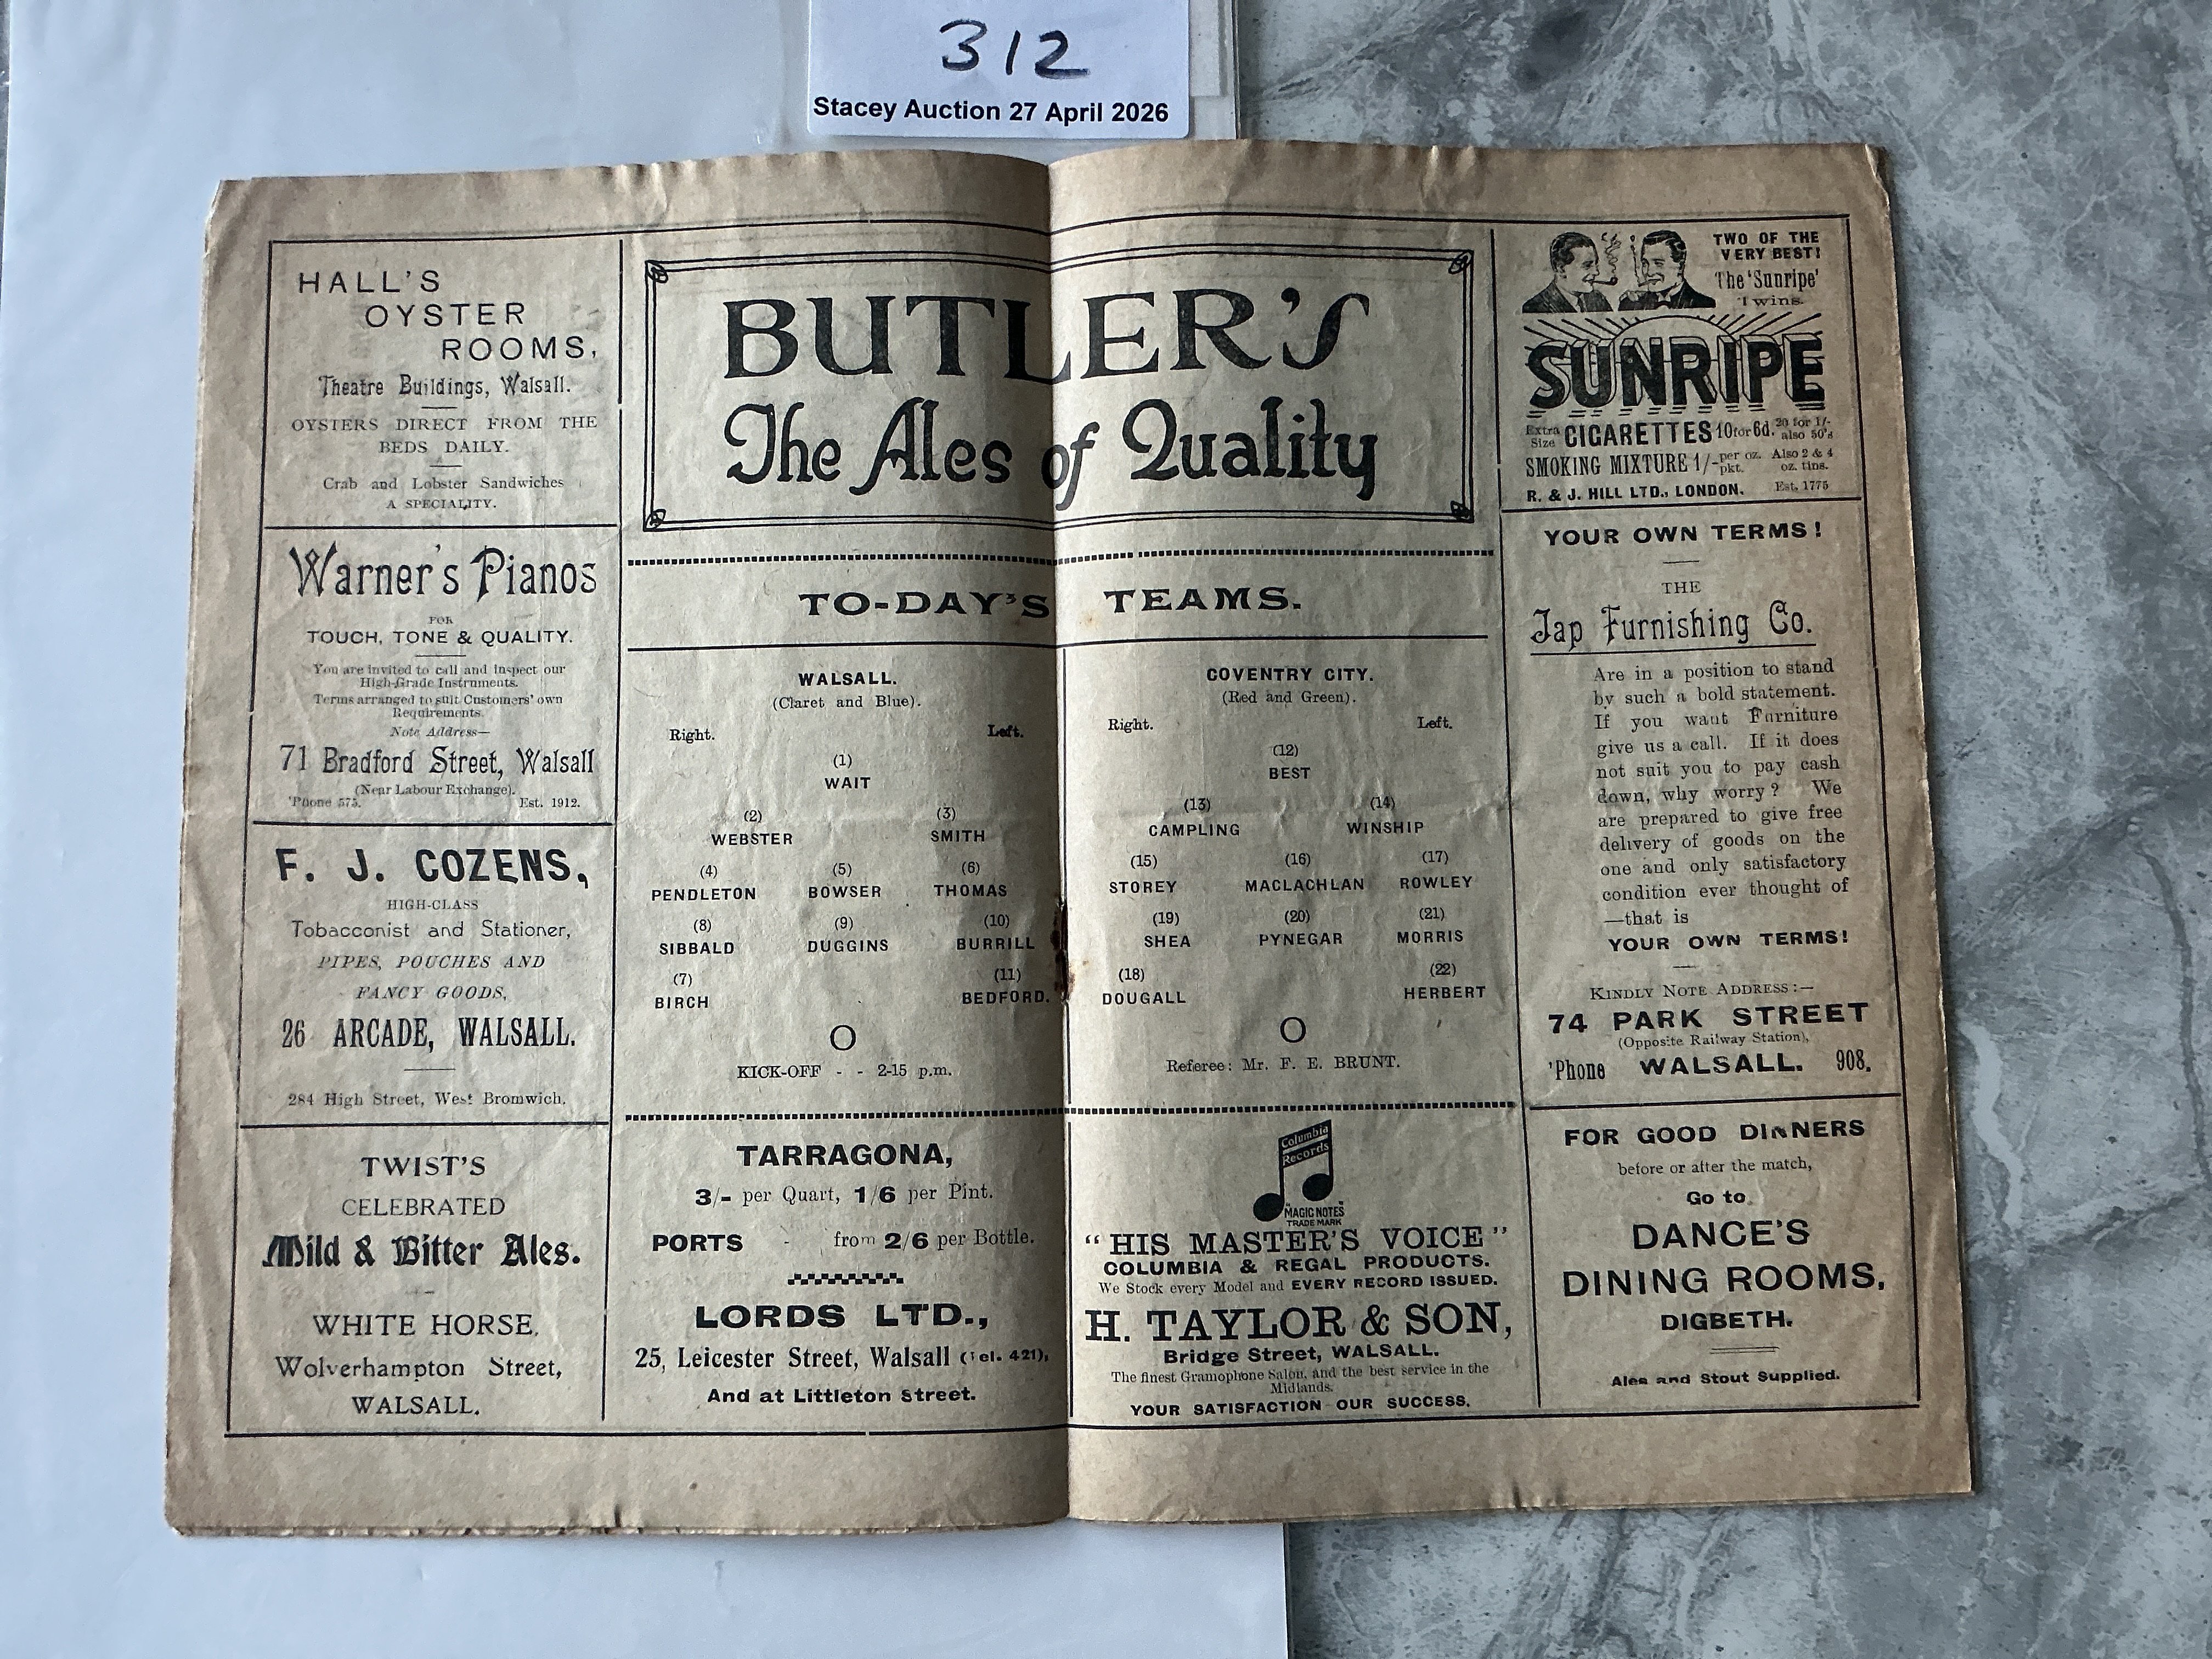 312
Stacey Auction 27 April 2026
HALL'S
OYSTER
ROOMS,
Theatre Buildings, Walsall.
OYSTERS DIRECT FROM THE
BEDS DAILY.
Crab and Lobster Sandwiches
A SPECIALITY.
Warner's Pianos
FOR
TOUCH, TONE & QUALITY.
You are invited to call and inspect our
High-Grade Instruments.
Terms arranged to suit Customers' own
Requirements.
Note Address—
71 Bradford Street, Walsall
(Near Labour Exchange).
'Phone 575. Est. 1912.
F. J. COZENS,
HIGH-CLASS
Tobacconist and Stationer,
PIPES, POUCHES AND
FANCY GOODS,
26 ARCADE, WALSALL.
284 High Street, West Bromwich.
TWIST'S
CELEBRATED
Mild & Bitter Ales.
WHITE HORSE,
Wolverhampton Street,
WALSALL.
BUTLER'S
The Ales of Quality
TO-DAY'S TEAMS.
WALSALL.
(Claret and Blue).
Right. Left.
(1)
WAIT
(2) (3)
WEBSTER SMITH
(4) (5) (6)
PENDLETON BOWSER THOMAS
(8) (9) (10)
SIBBALD DUGGINS BURRILL
(7) (11)
BIRCH BEDFORD.
O
KICK-OFF - - 2-15 p.m.
COVENTRY CITY.
(Red and Green).
Right. Left.
(12)
BEST
(13) (14)
CAMPLING WINSHIP
(15) (16) (17)
STOREY MACLACHLAN ROWLEY
(19) (20) (21)
SHEA PYNEGAR MORRIS
(18) (22)
DOUGALL HERBERT
O
Referee: Mr. F. E. BRUNT.
TARRAGONA,
3/- per Quart, 1/6 per Pint.
PORTS - from 2/6 per Bottle.
LORDS LTD.,
25, Leicester Street, Walsall (Tel. 421),
And at Littleton Street.
Columbia
Records
MAGIC NOTES
TRADE MARK
"HIS MASTER'S VOICE"
COLUMBIA & REGAL PRODUCTS.
We Stock every Model and EVERY RECORD ISSUED.
H. TAYLOR & SON,
Bridge Street, WALSALL.
The finest Gramophone Salon, and the best service in the
Midlands.
YOUR SATISFACTION OUR SUCCESS.
TWO OF THE
VERY BEST!
The 'Sunripe'
Twins.
SUNRIPE
Extra Size CIGARETTES 10 for 6d. 20 for 1/- also 50's
SMOKING MIXTURE 1/- per oz. pkt. Also 2 & 4 oz. tins.
R. & J. HILL LTD., LONDON. Est. 1775
YOUR OWN TERMS!
THE
Jap Furnishing Co.
Are in a position to stand
by such a bold statement.
If you want Furniture
give us a call. If it does
not suit you to pay cash
down, why worry? We
are prepared to give free
delivery of goods on the
one and only satisfactory
condition ever thought of
—that is
YOUR OWN TERMS!
KINDLY NOTE ADDRESS:—
74 PARK STREET
(Opposite Railway Station),
'Phone WALSALL. 908.
FOR GOOD DINNERS
before or after the match,
Go to
DANCE'S
DINING ROOMS,
DIGBETH.
Ales and Stout Supplied.